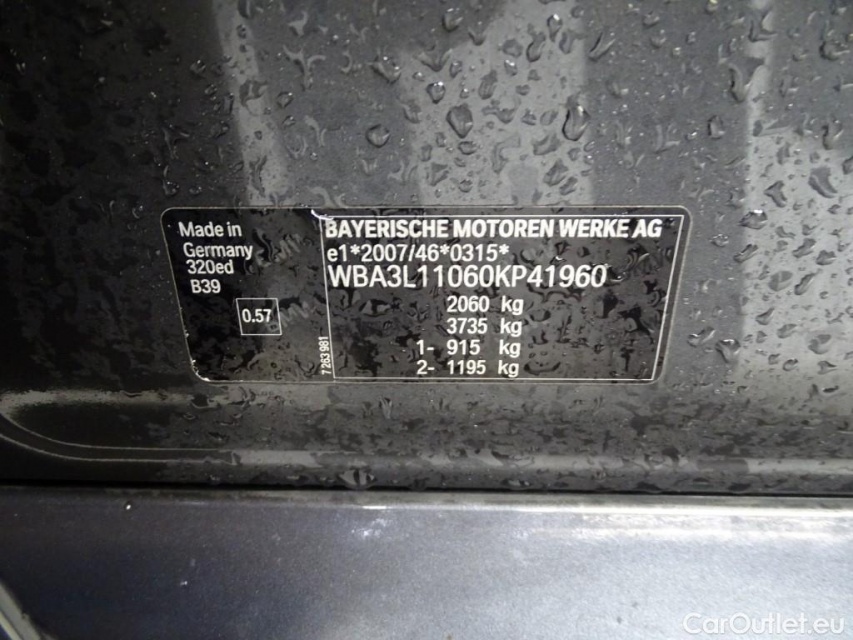 Made in
Germany
320ed
B39
0.57
7 263 981
BAYERISCHE MOTOREN WERKE AG
e1*2007/46*0315*
WBA3L11060KP41960
2060 kg
3735 kg
1- 915 kg
2- 1195 kg
CarOutlet.eu